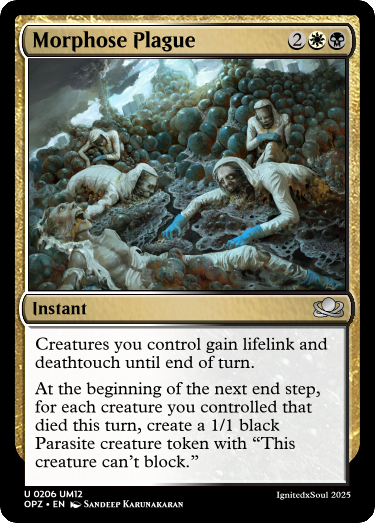 Morphose Plague 2
Instant
Creatures you control gain lifelink and
deathtouch until end of turn.
At the beginning of the next end step,
for each creature you controlled that
died this turn, create a 1/1 black
Parasite creature token with “This
creature can’t block.”
U 0206 UM12
OPZ • EN Sandeep Karunakaran
IgnitedxSoul 2025